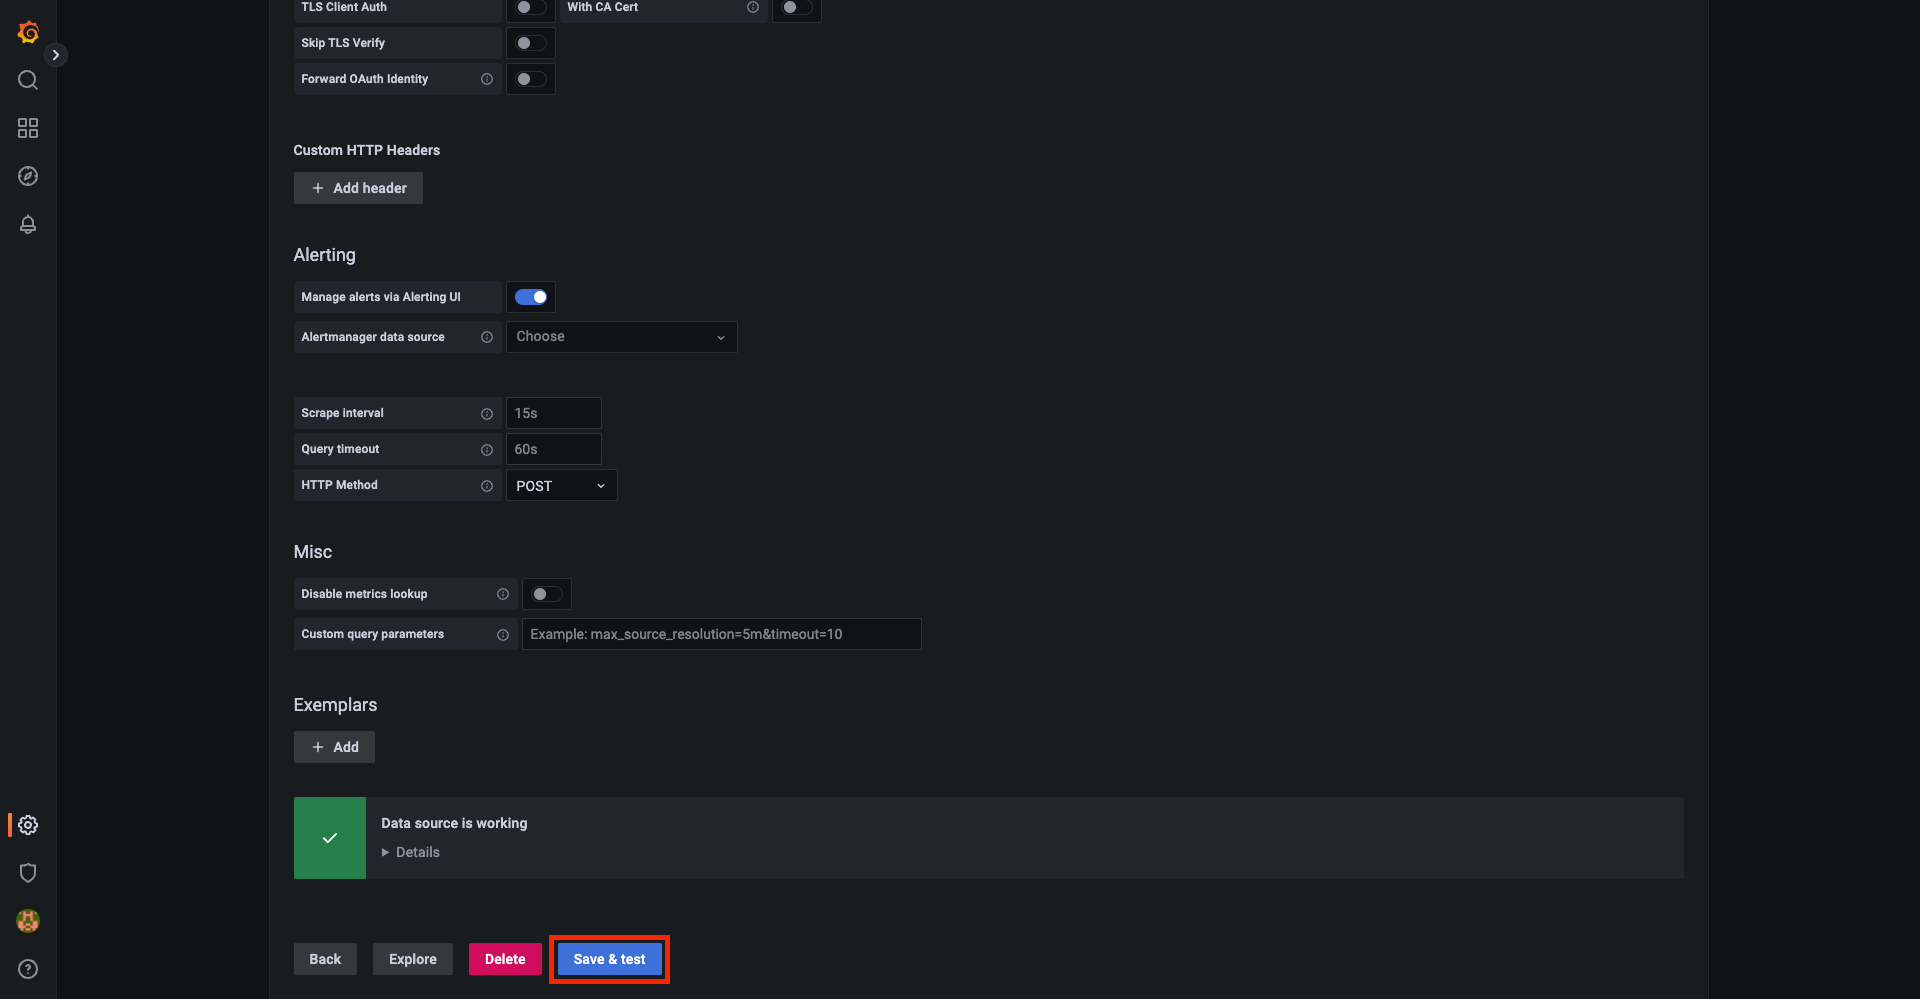 TLS Client Auth
With CA Cert
Skip TLS Verify
Forward OAuth Identity
Custom HTTP Headers
Add header
Alerting
Manage alerts via Alerting UI
Alertmanager data source
Choose
Scrape interval
15s
Query timeout
60s
HTTP Method
POST
Misc
Disable metrics lookup
Custom query parameters
Example: max_source_resolution=5m&timeout=10
Exemplars
Add
Data source is working
Details
Back
Explore
Delete
Save & test